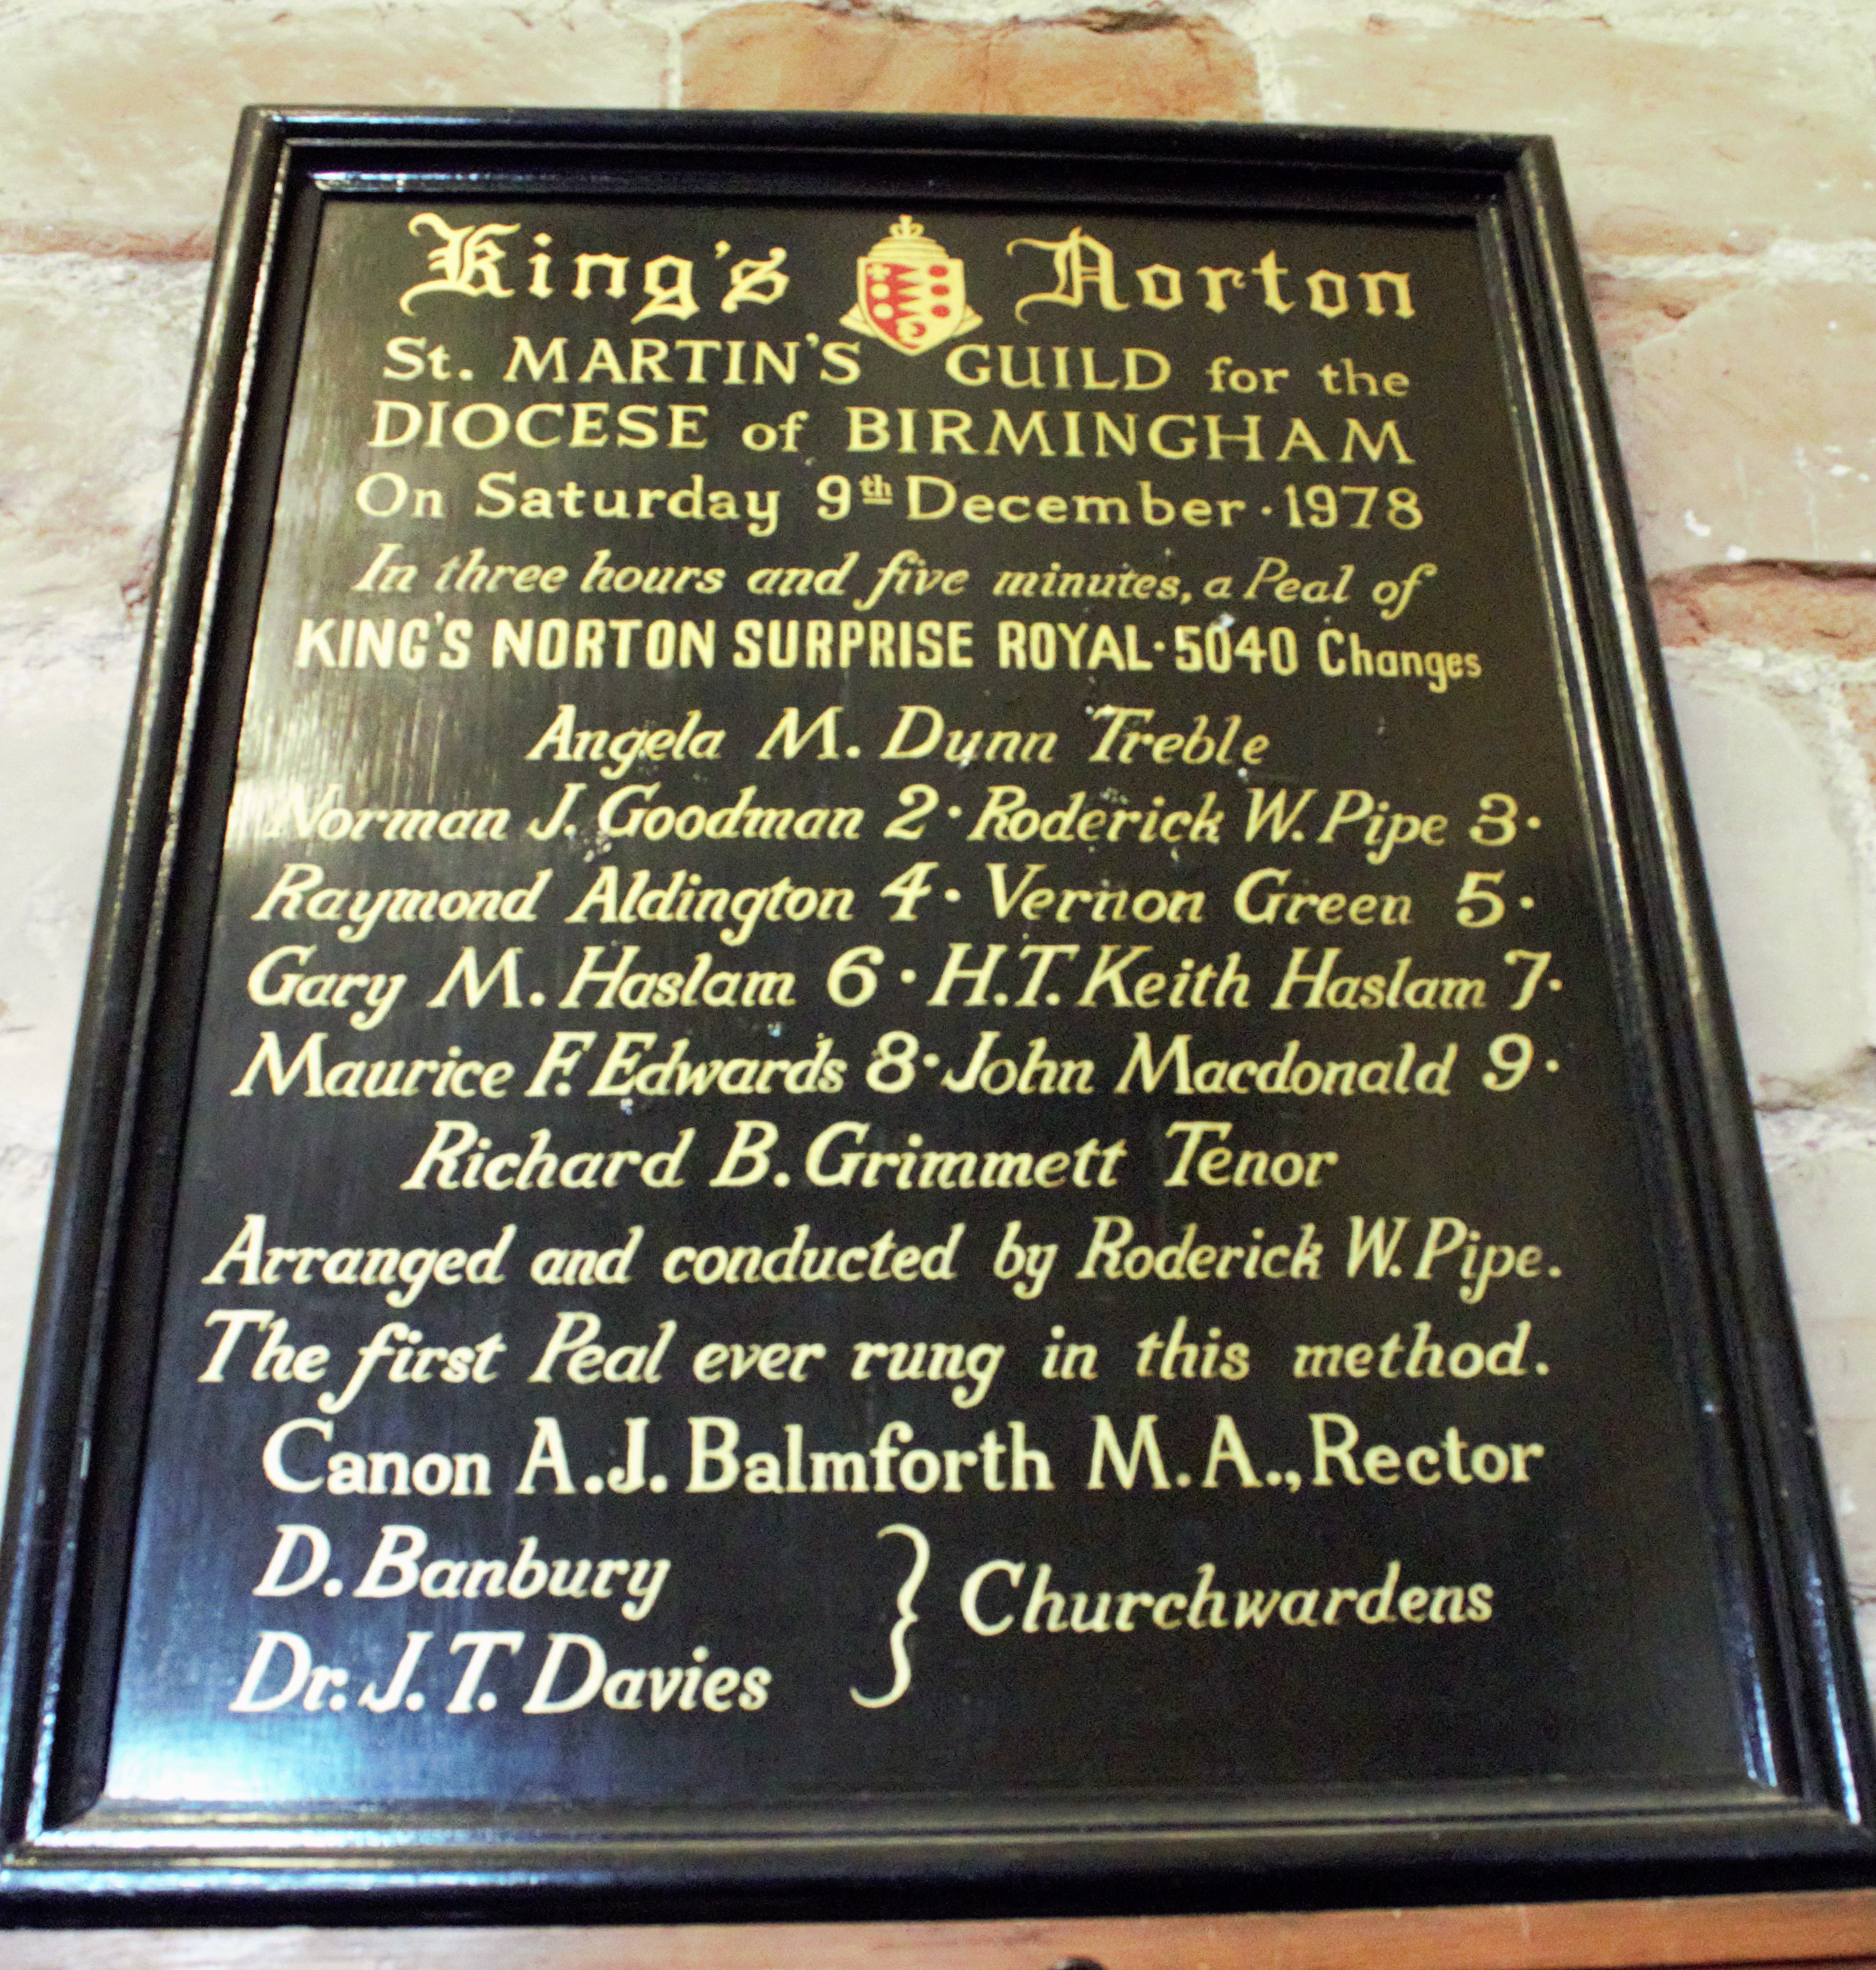 King's Norton
St. MARTIN'S GUILD for the
DIOCESE of BIRMINGHAM
On Saturday 9th December · 1978
In three hours and five minutes, a Peal of
KING'S NORTON SURPRISE ROYAL · 5040 Changes
Angela M. Dunn Treble
Norman J. Goodman 2 · Roderick W. Pipe 3 ·
Raymond Aldington 4 · Vernon Green 5 ·
Gary M. Haslam 6 · H.T. Keith Haslam 7 ·
Maurice F. Edwards 8 · John Macdonald 9 ·
Richard B. Grimmett Tenor
Arranged and conducted by Roderick W. Pipe.
The first Peal ever rung in this method.
Canon A.J. Balmforth M.A., Rector
D. Banbury
Dr. J.T. Davies } Churchwardens